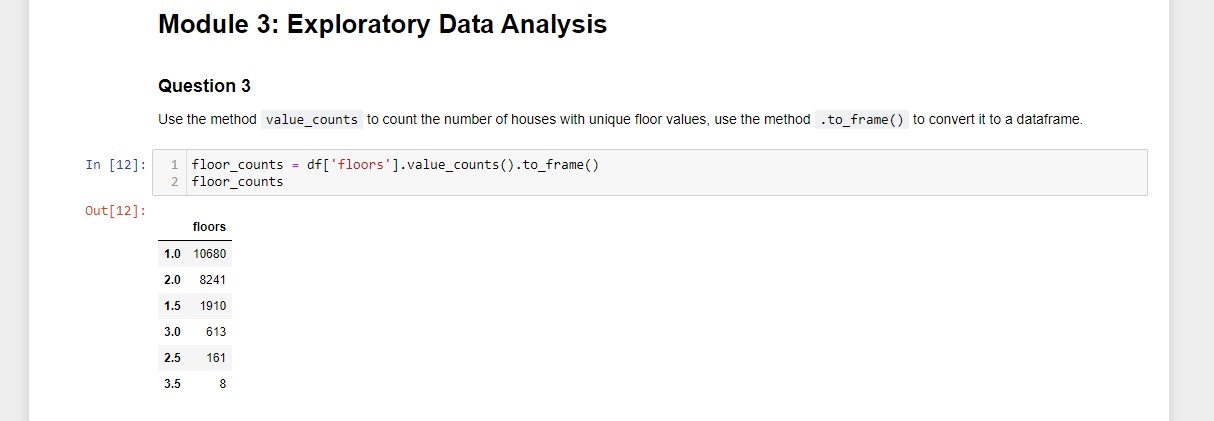 Module 3: Exploratory Data Analysis
Question 3
Use the method value_counts to count the number of houses with unique floor values, use the method .to_frame() to convert it to a dataframe.
In [12]: 1 floor_counts = df['floors'].value_counts().to_frame()
2 floor_counts
Out[12]:
floors
1.0 10680
2.0 8241
1.5 1910
3.0 613
2.5 161
3.5 8